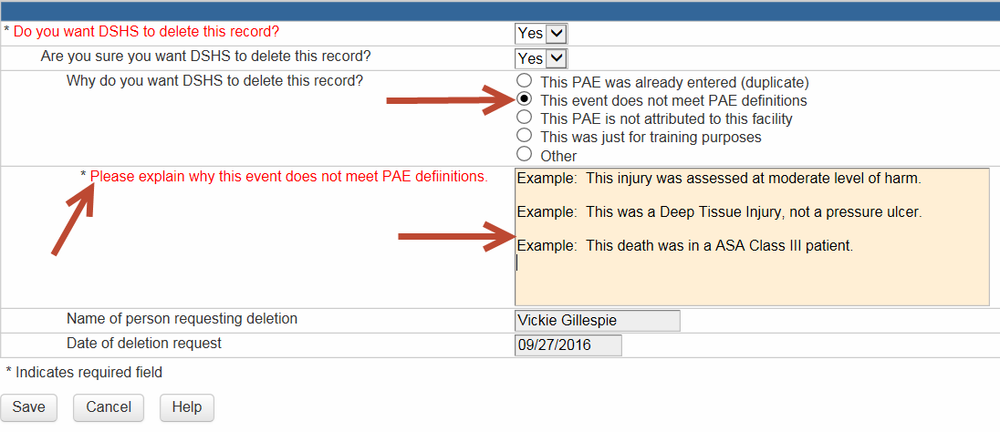 * Do you want DSHS to delete this record? Yes
Are you sure you want DSHS to delete this record? Yes
Why do you want DSHS to delete this record?
This PAE was already entered (duplicate)
This event does not meet PAE definitions
This PAE is not attributed to this facility
This was just for training purposes
Other
* Please explain why this event does not meet PAE defiinitions.
Example: This injury was assessed at moderate level of harm.
Example: This was a Deep Tissue Injury, not a pressure ulcer.
Example: This death was in a ASA Class III patient.
Name of person requesting deletion Vickie Gillespie
Date of deletion request 09/27/2016
* Indicates required field
Save Cancel Help